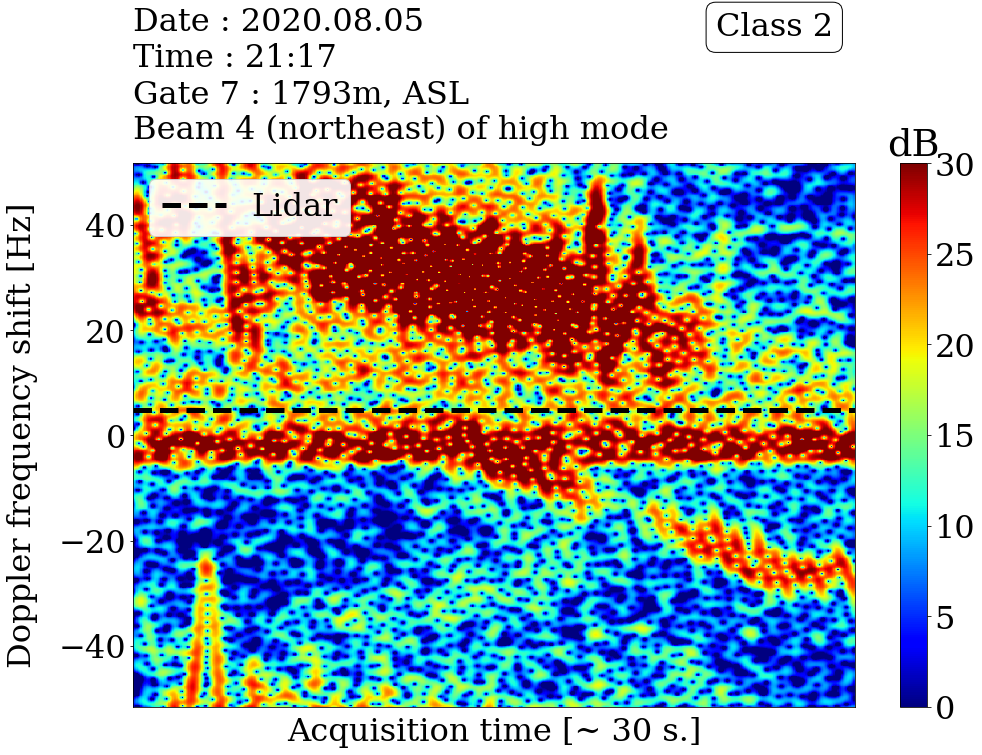 Date : 2020.08.05
Class 2
Time : 21:17
Gate 7 : 1793m, ASL
Beam 4 (northeast) of high mode
dB
Lidar
Doppler frequency shift [Hz]
40
20
0
−20
−40
30
25
20
15
10
5
0
Acquisition time [~ 30 s.]